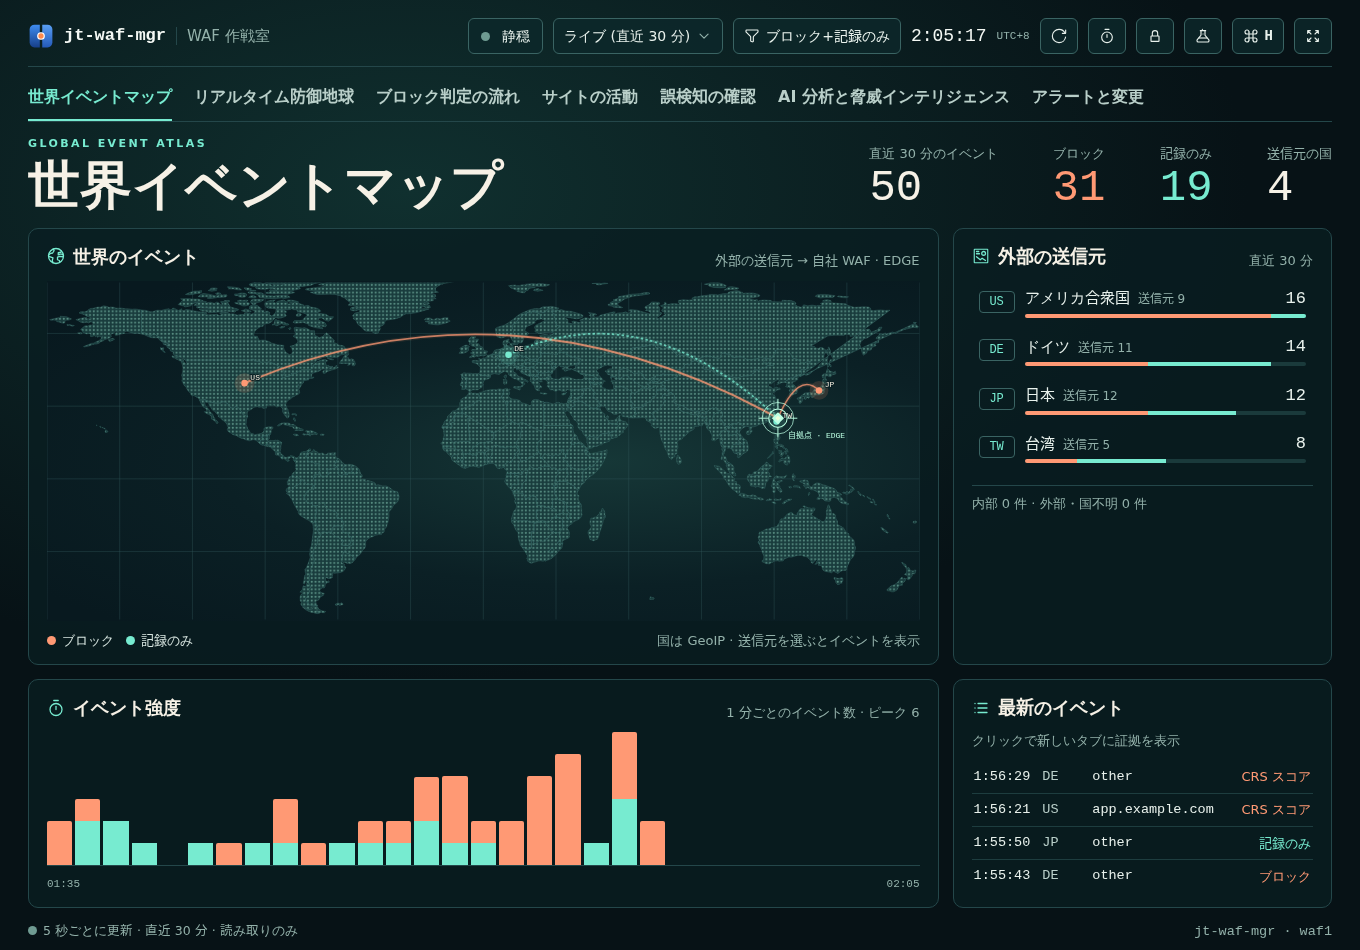 jt-waf-mgr WAF 作戦室 静穏 ライブ (直近 30 分) ブロック+記録のみ 2:05:17 UTC+8 ⌘ H
世界イベントマップ リアルタイム防御地球 ブロック判定の流れ サイトの活動 誤検知の確認 AI 分析と脅威インテリジェンス アラートと変更
GLOBAL EVENT ATLAS
世界イベントマップ
直近 30 分のイベント ブロック 記録のみ 送信元の国
50 31 19 4
世界のイベント 外部の送信元 → 自社 WAF · EDGE
US
DE
JP
自拠点 · EDGE
ブロック 記録のみ 国は GeoIP · 送信元を選ぶとイベントを表示
外部の送信元 直近 30 分
US アメリカ合衆国 送信元 9 16
DE ドイツ 送信元 11 14
JP 日本 送信元 12 12
TW 台湾 送信元 5 8
内部 0 件 · 外部・国不明 0 件
イベント強度 1 分ごとのイベント数 · ピーク 6
01:35 02:05
最新のイベント
クリックで新しいタブに証拠を表示
1:56:29 DE other CRS スコア
1:56:21 US app.example.com CRS スコア
1:55:50 JP other 記録のみ
1:55:43 DE other ブロック
5 秒ごとに更新 · 直近 30 分 · 読み取りのみ jt-waf-mgr · waf1